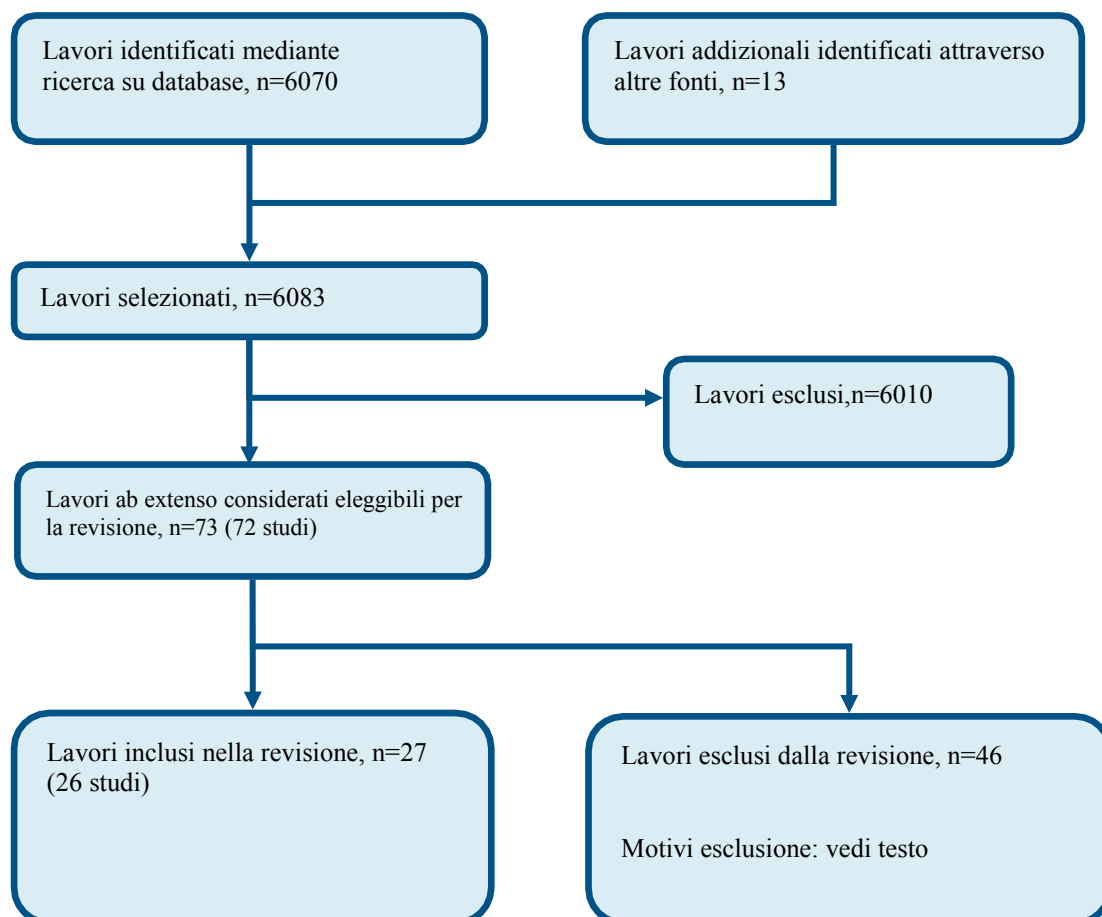 Lavori identificati mediante
ricerca su database, n=6070
Lavori addizionali identificati attraverso
altre fonti, n=13
Lavori selezionati, n=6083
Lavori esclusi,n=6010
Lavori ab extenso considerati eleggibili per
la revisione, n=73 (72 studi)
Lavori inclusi nella revisione, n=27
(26 studi)
Lavori esclusi dalla revisione, n=46
Motivi esclusione: vedi testo